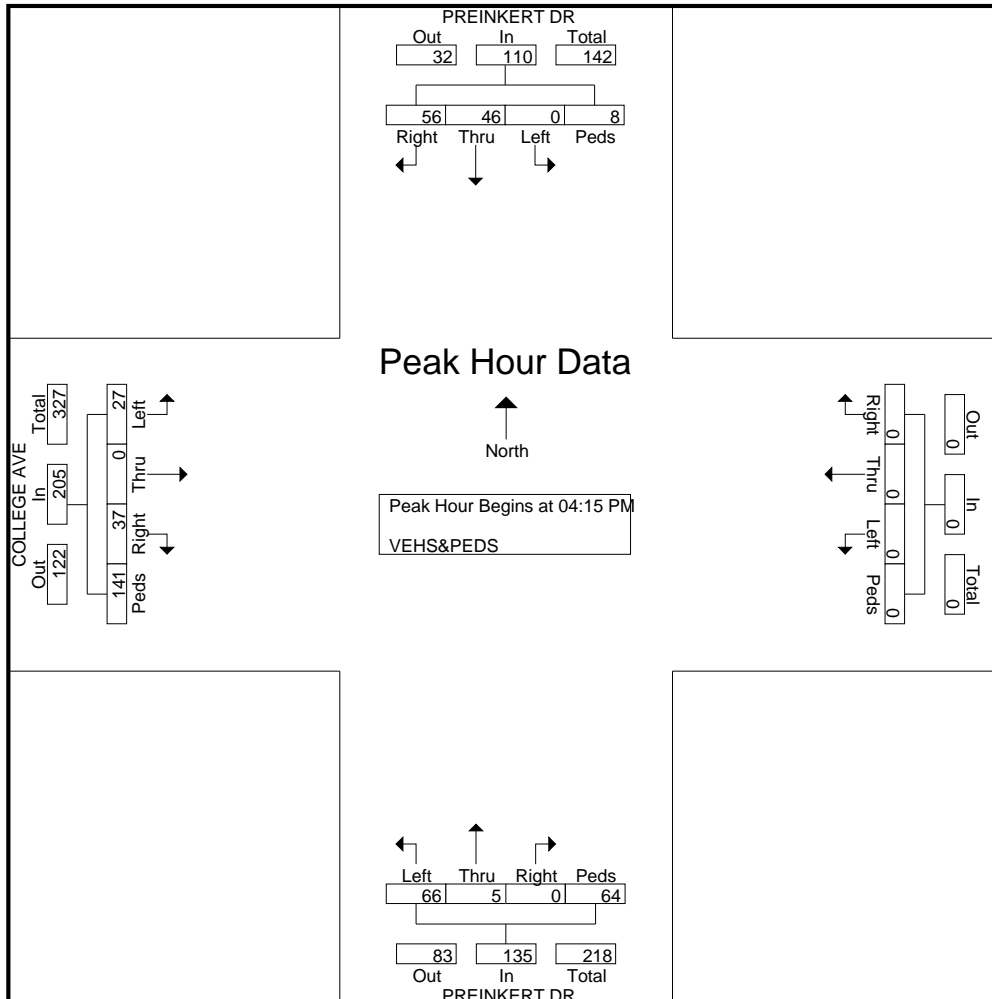 PREINKERT DR
Out In Total
32 110 142
56 46 0 8
Right Thru Left Peds
Peak Hour Data
North
Peak Hour Begins at 04:15 PM
VEHS&PEDS
COLLEGE AVE
Out In Total
122 205 327
27 0 37 141
Left Thru Right Peds
Out In Total
0 0 0
Right Thru Left Peds
0 0 0 0
Left Thru Right Peds
66 5 0 64
83 135 218
Out In Total
PREINKERT DR